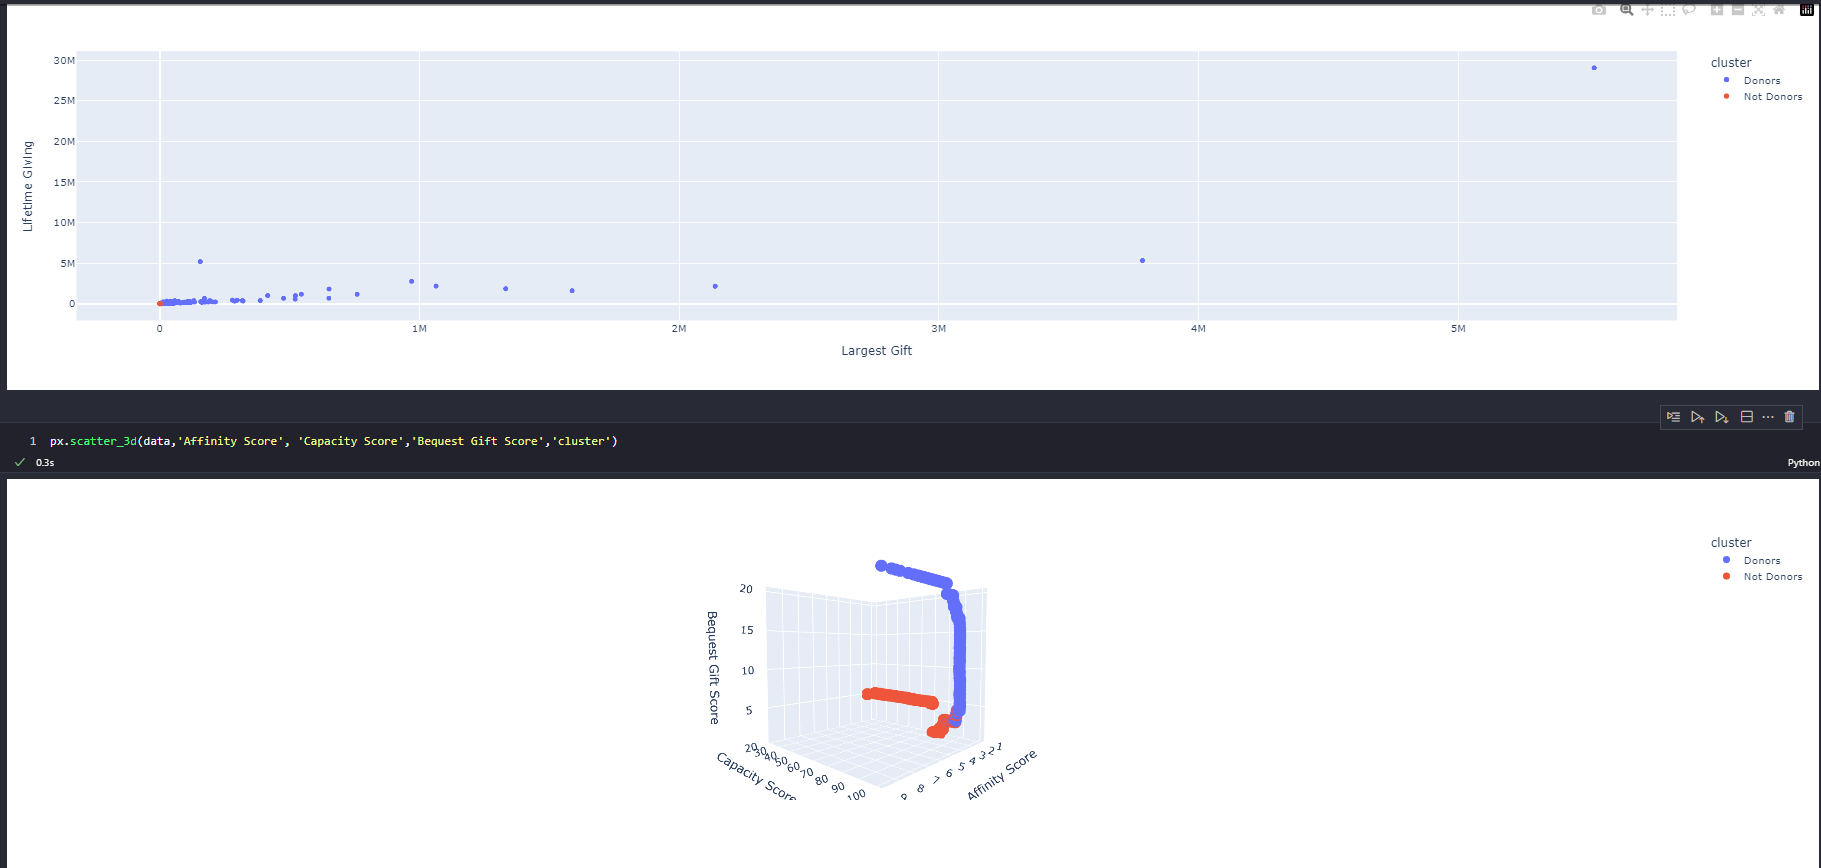 30M
25M
20M
15M
10M
5M
0
Lifetime Giving
0
1M
2M
3M
4M
5M
Largest Gift
cluster
Donors
Not Donors
1 px.scatter_3d(data,'Affinity Score', 'Capacity Score','Bequest Gift Score','cluster')
0.3s
Python
cluster
Donors
Not Donors
20
15
10
5
Bequest Gift Score
20
30
40
50
60
70
80
90
100
Capacity Score
8
7
6
5
4
3
2
1
Affinity Score